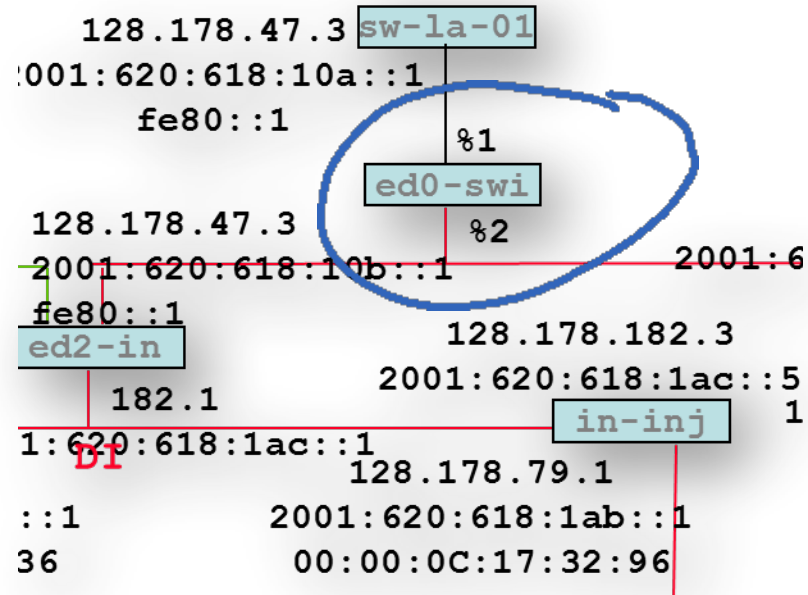 128.178.47.3 sw-la-01
2001:620:618:10a::1
fe80::1
%1
ed0-swi
128.178.47.3
%2
2001:620:618:10b::1
2001:6
fe80::1
ed2-in
128.178.182.3
2001:620:618:1ac::5
182.1
in-inj
1
1:620:618:1ac::1
DI
128.178.79.1
::1
2001:620:618:1ab::1
36
00:00:0C:17:32:96